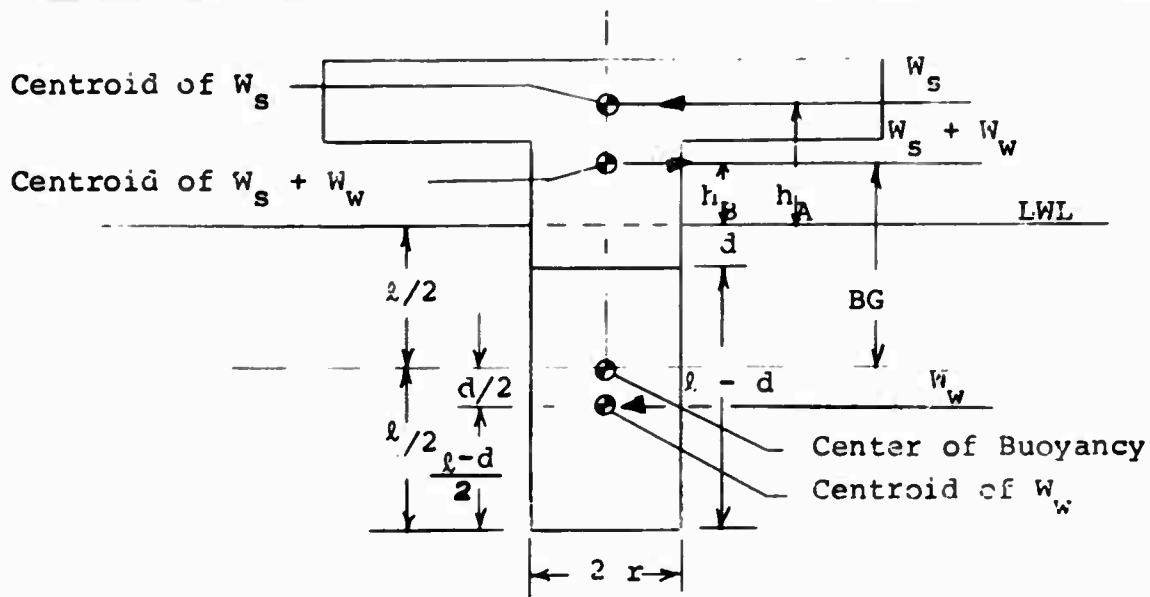 Centroid of W_s
W_s
W_s + W_w
Centroid of W_s + W_w
h_B
h_A
LWL
d
ℓ/2
BG
d/2
ℓ - d
W_w
ℓ/2
ℓ-d
2
Center of Buoyancy
Centroid of W_w
2 r